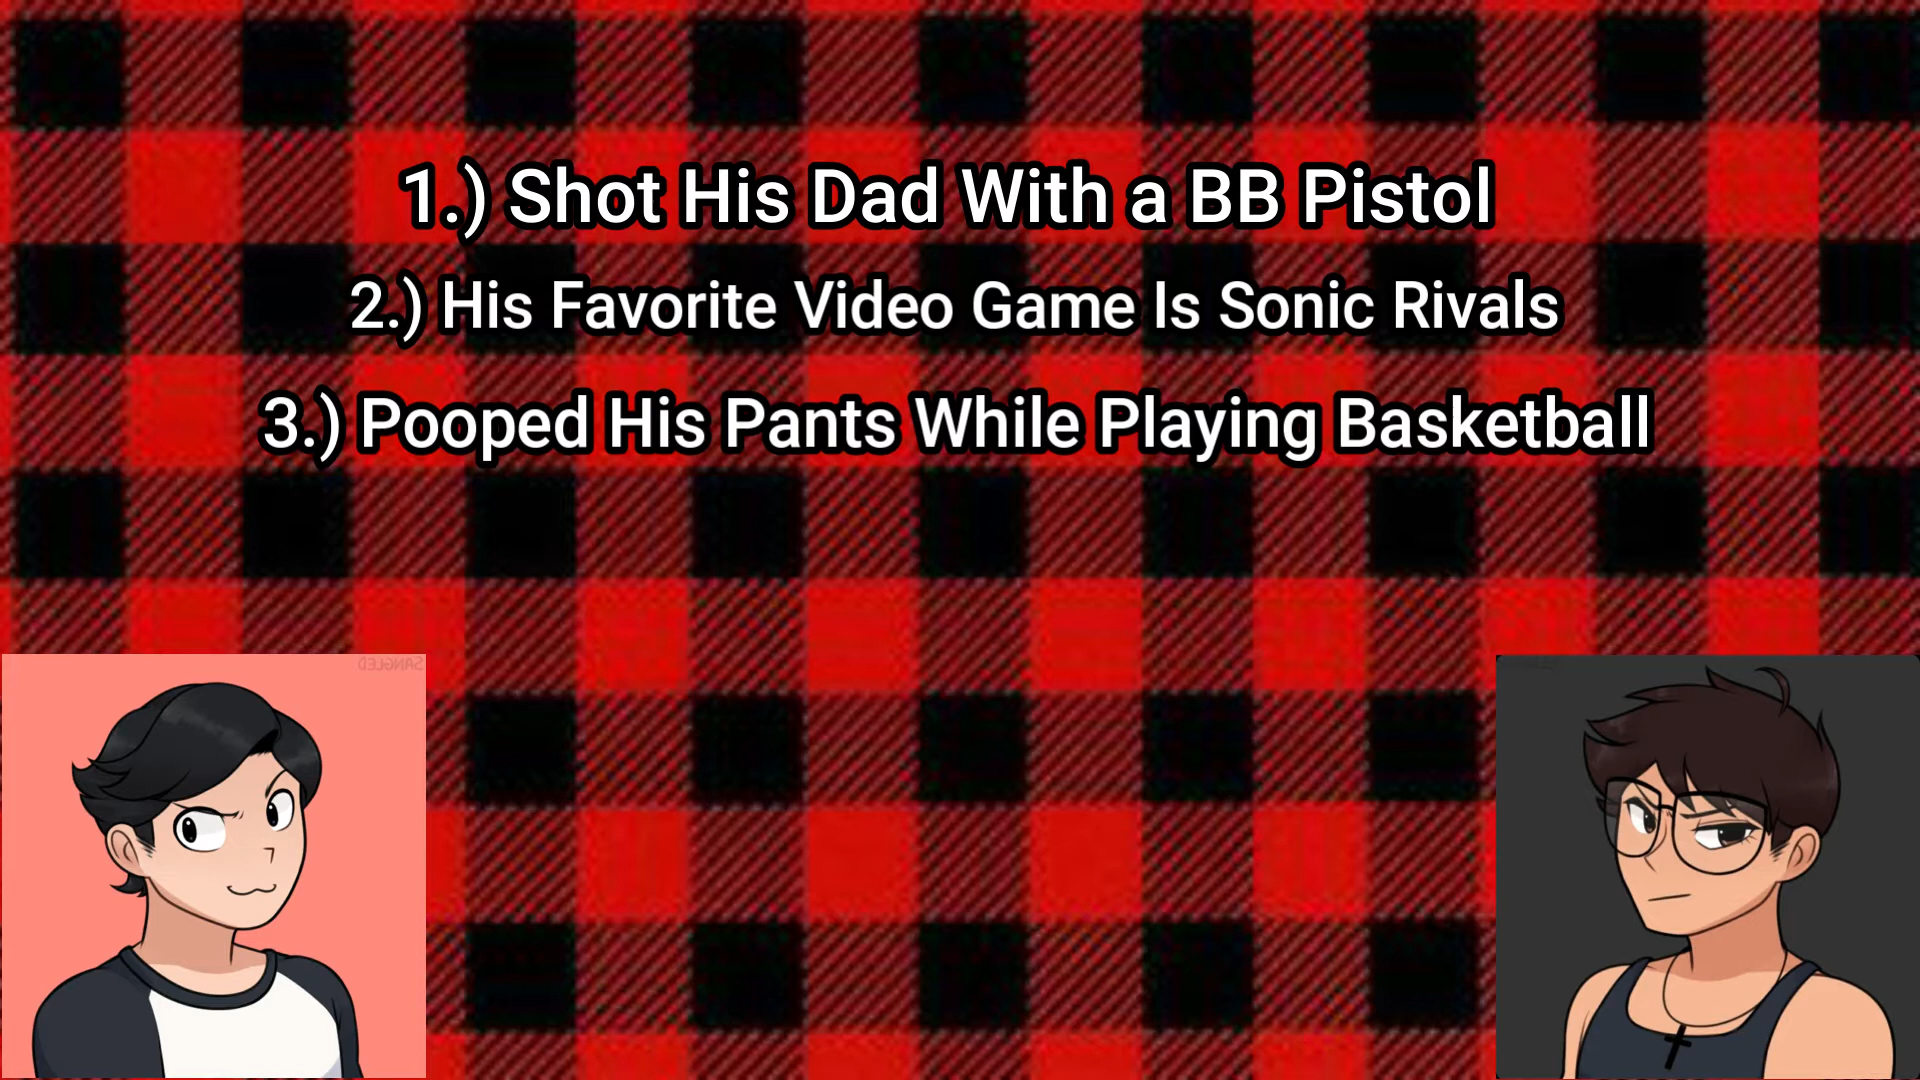 1.) Shot His Dad With a BB Pistol
2.) His Favorite Video Game Is Sonic Rivals
3.) Pooped His Pants While Playing Basketball
SANGLED